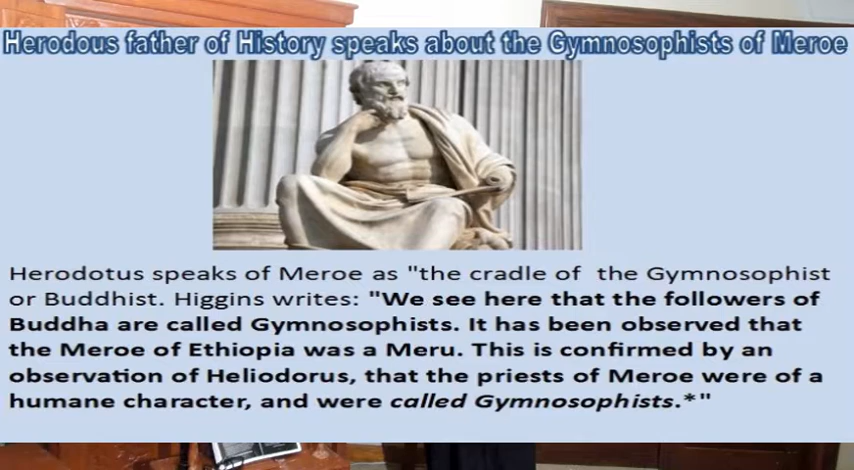 Herodous father of History speaks about the Gymnosophists of Meroe
Herodotus speaks of Meroe as "the cradle of the Gymnosophist
or Buddhist. Higgins writes: "We see here that the followers of
Buddha are called Gymnosophists. It has been observed that
the Meroe of Ethiopia was a Meru. This is confirmed by an
observation of Heliodorus, that the priests of Meroe were of a
humane character, and were called Gymnosophists.*"